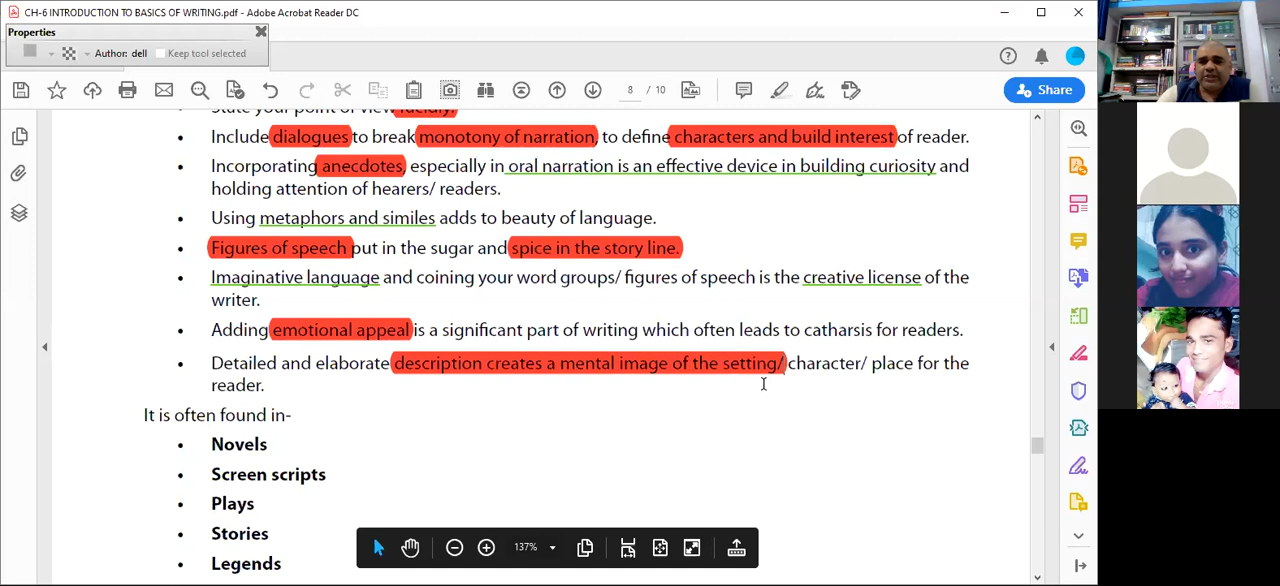 CH-6 INTRODUCTION TO BASICS OF WRITING.pdf - Adobe Acrobat Reader DC
Properties
Author: dell
Keep tool selected
8 / 10
Share
State your point of view lucidly.
• Include dialogues to break monotony of narration, to define characters and build interest of reader.
• Incorporating anecdotes, especially in oral narration is an effective device in building curiosity and
holding attention of hearers/ readers.
• Using metaphors and similes adds to beauty of language.
• Figures of speech put in the sugar and spice in the story line.
• Imaginative language and coining your word groups/ figures of speech is the creative license of the
writer.
• Adding emotional appeal is a significant part of writing which often leads to catharsis for readers.
• Detailed and elaborate description creates a mental image of the setting/ character/ place for the
reader.
It is often found in-
• Novels
• Screen scripts
• Plays
• Stories
• Legends
137%